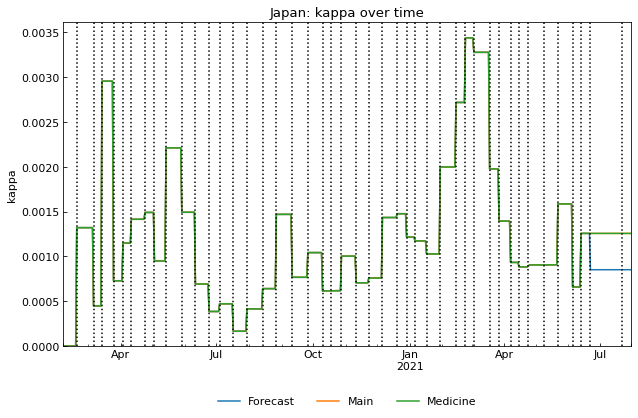 Japan: kappa over time
kappa
0.0035
0.0030
0.0025
0.0020
0.0015
0.0010
0.0005
0.0000
Apr Jul Oct Jan Apr Jul
2021
Forecast Main Medicine